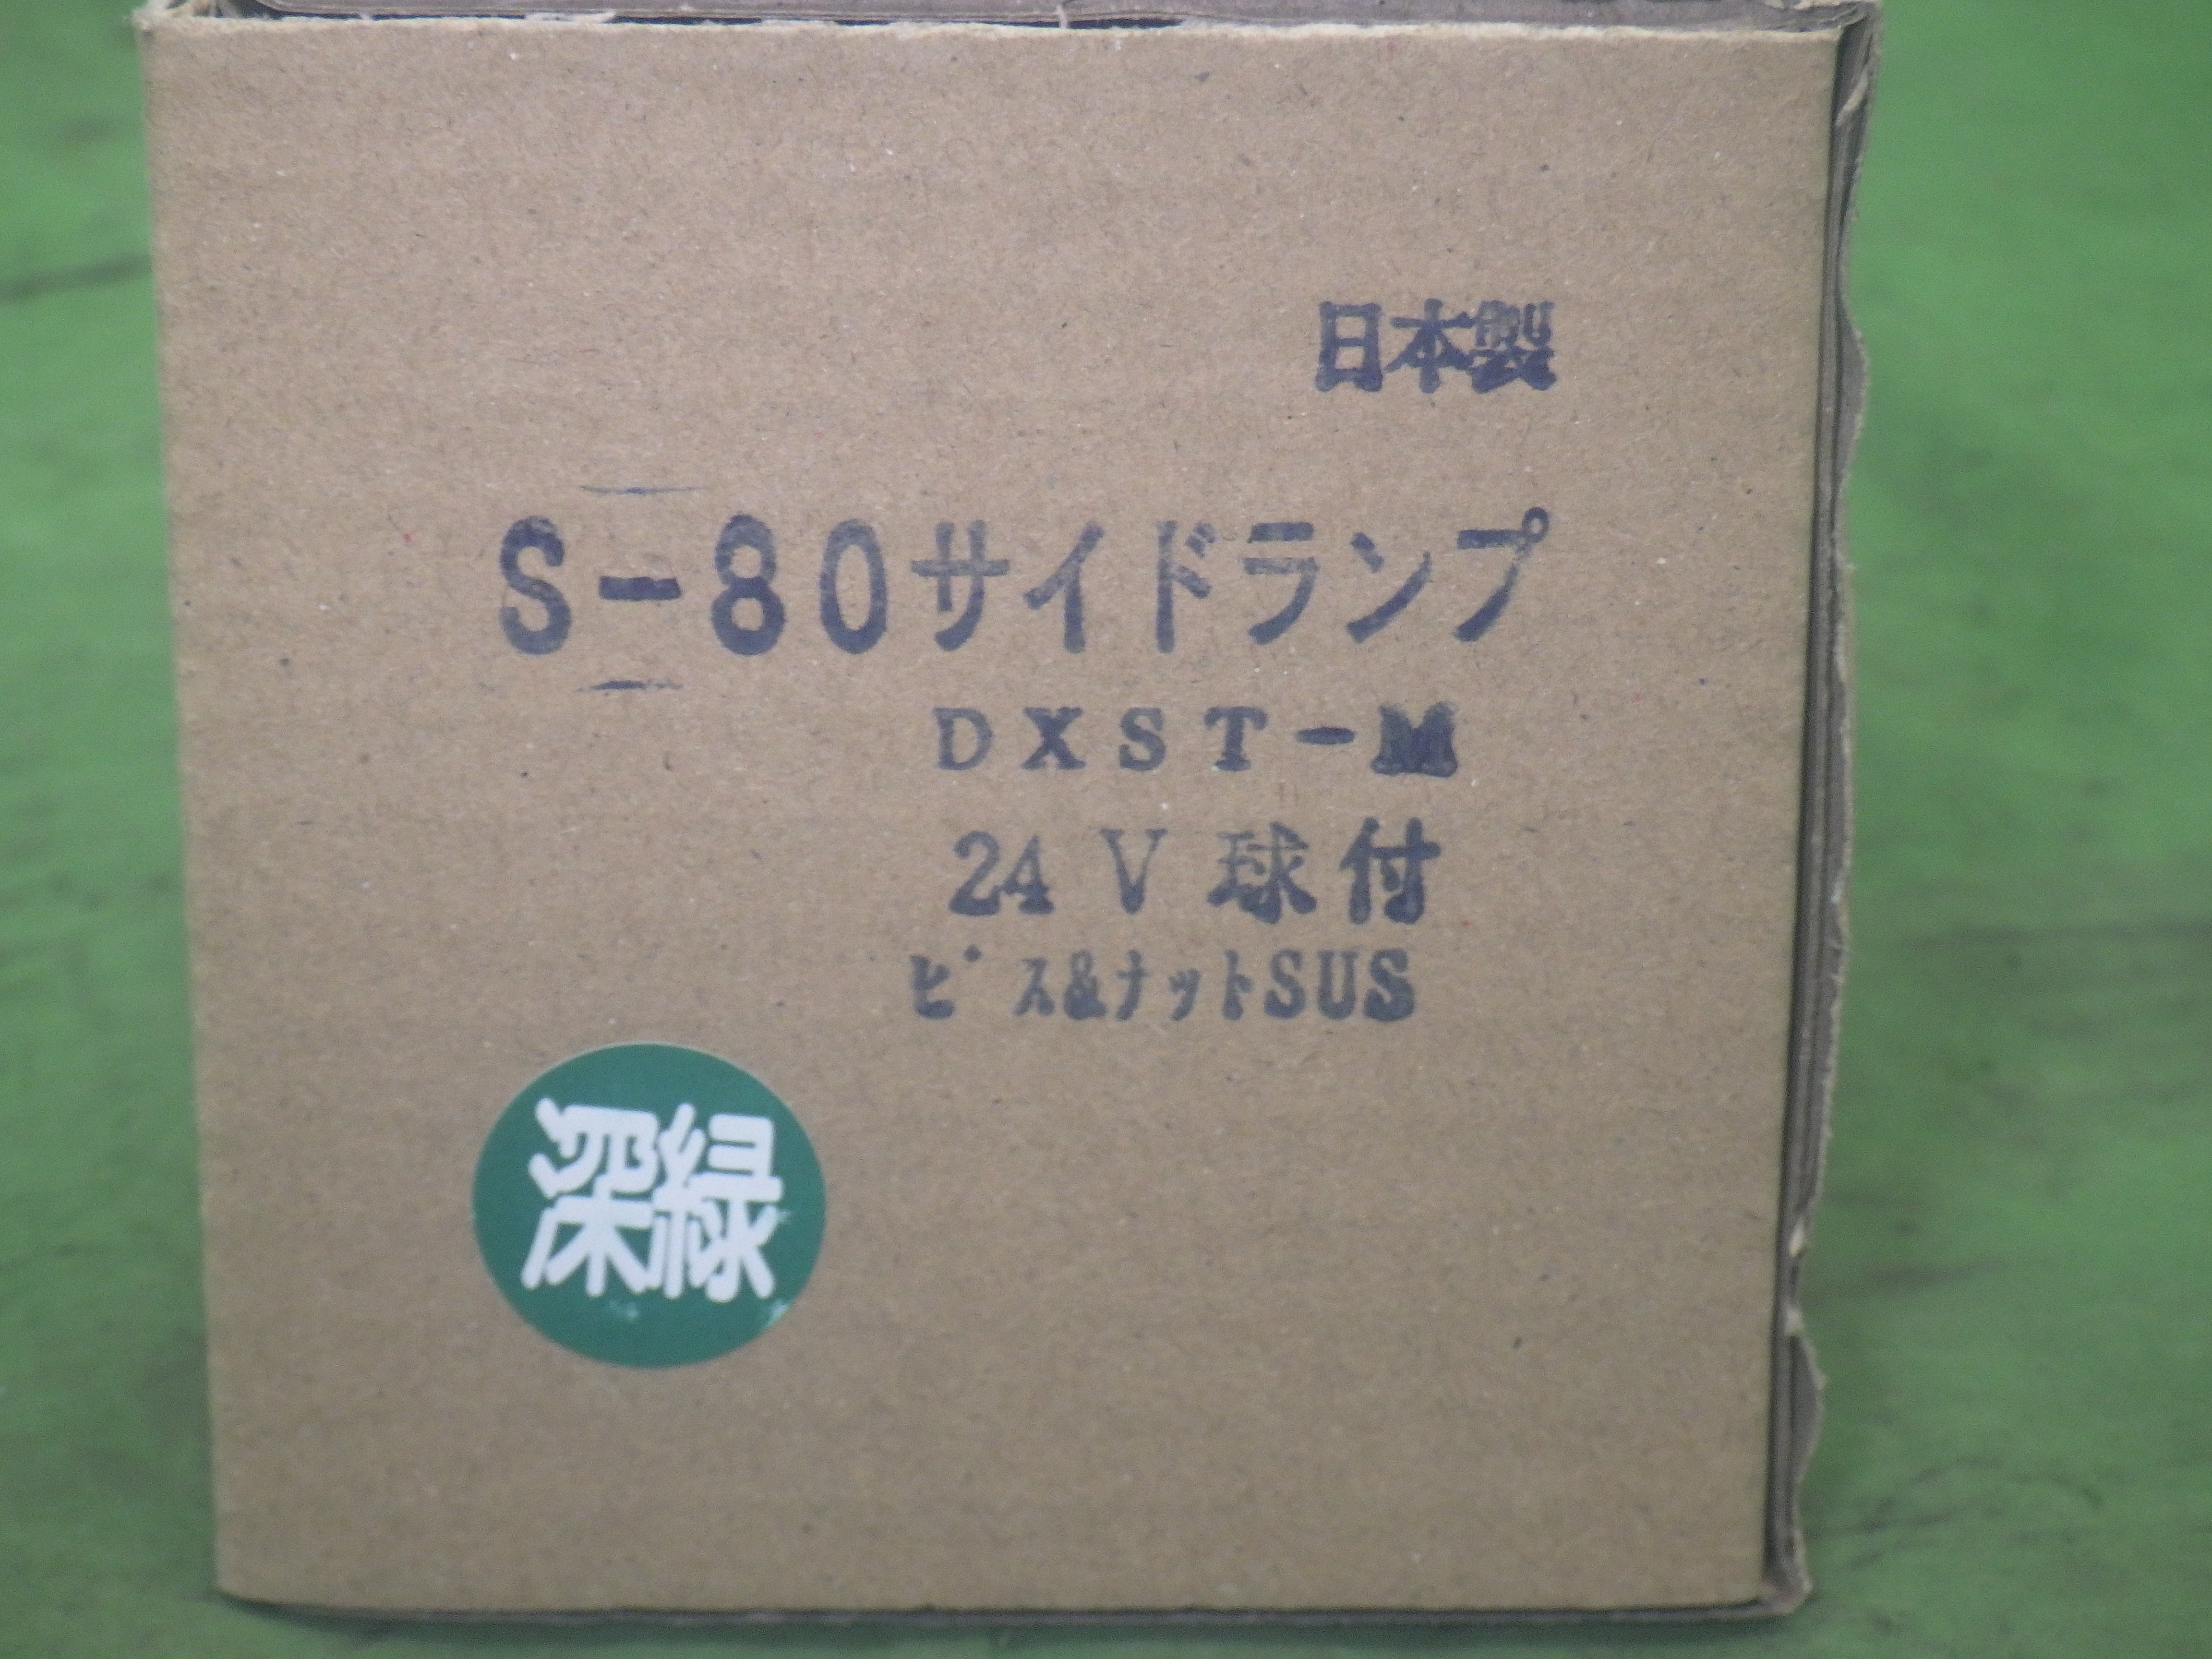 日本製
S-80サイドランプ
DXST-M
24V球付
ビス&ナットSUS
深緑